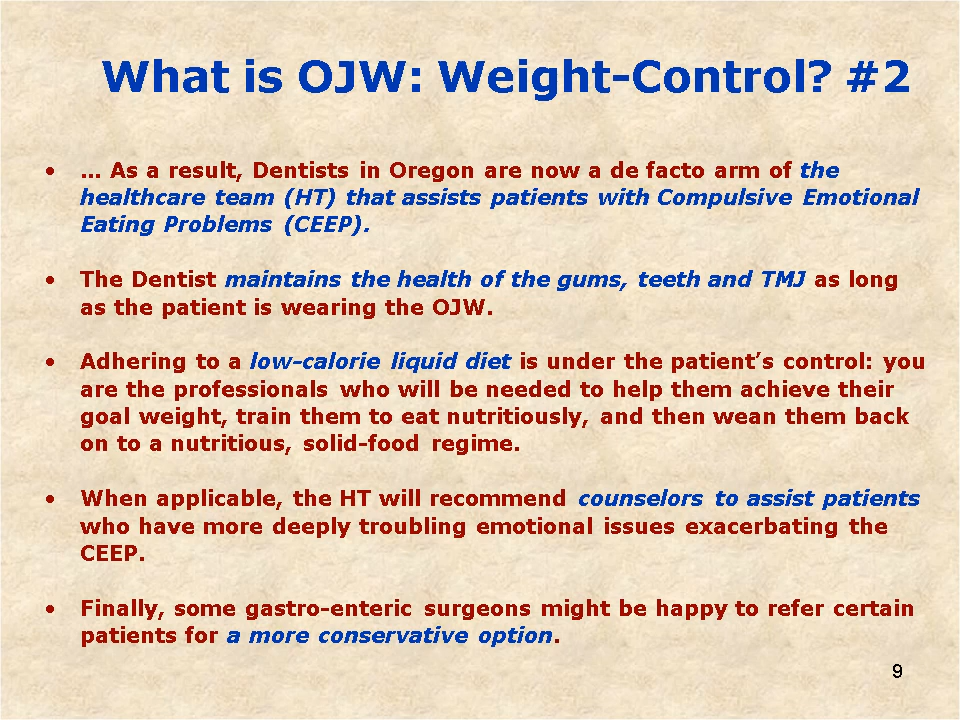 What is OJW: Weight-Control? #2
• ... As a result, Dentists in Oregon are now a de facto arm of the
healthcare team (HT) that assists patients with Compulsive Emotional
Eating Problems (CEEP).
• The Dentist maintains the health of the gums, teeth and TMJ as long
as the patient is wearing the OJW.
• Adhering to a low-calorie liquid diet is under the patient’s control: you
are the professionals who will be needed to help them achieve their
goal weight, train them to eat nutritiously, and then wean them back
on to a nutritious, solid-food regime.
• When applicable, the HT will recommend counselors to assist patients
who have more deeply troubling emotional issues exacerbating the
CEEP.
• Finally, some gastro-enteric surgeons might be happy to refer certain
patients for a more conservative option.
9